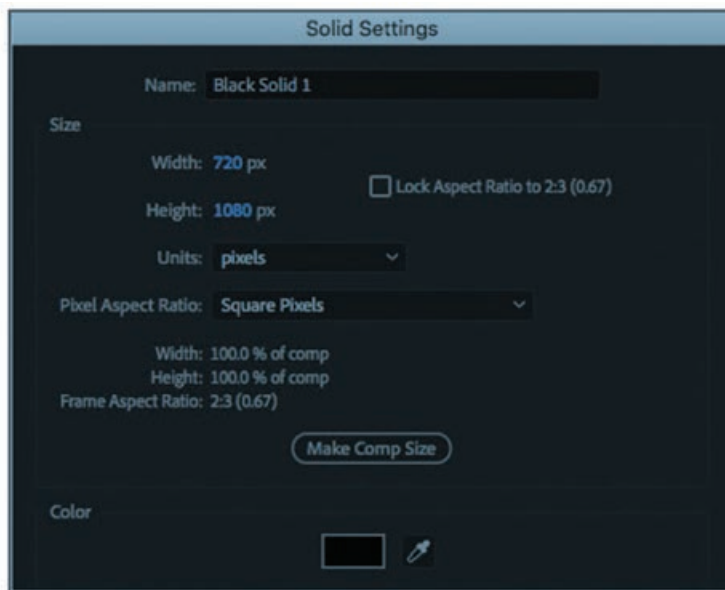 Solid Settings
Name: Black Solid 1
Size
Width: 720 px
Lock Aspect Ratio to 2:3 (0.67)
Height: 1080 px
Units: pixels
Pixel Aspect Ratio: Square Pixels
Width: 100.0 % of comp
Height: 100.0 % of comp
Frame Aspect Ratio: 2:3 (0.67)
Make Comp Size
Color